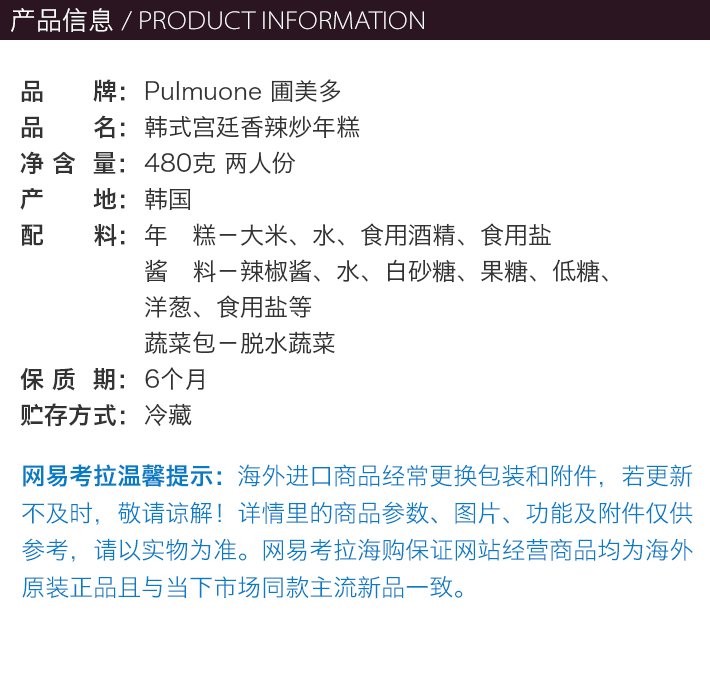 产品信息 / PRODUCT INFORMATION
品牌：Pulmuone 圃美多
品名：韩式宫廷香辣炒年糕
净含量：480克 两人份
产地：韩国
配料：年 糕－大米、水、食用酒精、食用盐
酱 料－辣椒酱、水、白砂糖、果糖、低糖、
洋葱、食用盐等
蔬菜包－脱水蔬菜
保质期：6个月
贮存方式：冷藏
网易考拉温馨提示：海外进口商品经常更换包装和附件，若更新
不及时，敬请谅解！详情里的商品参数、图片、功能及附件仅供
参考，请以实物为准。网易考拉海购保证网站经营商品均为海外
原装正品且与当下市场同款主流新品一致。